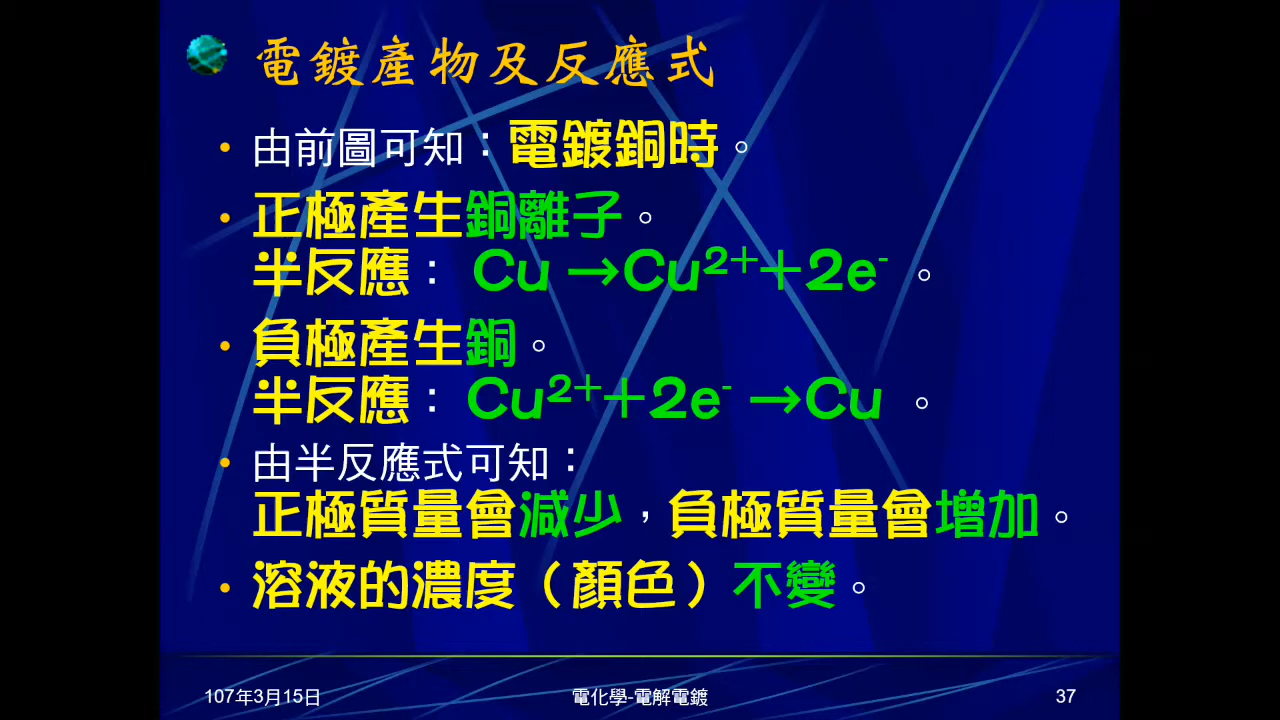 電鍍產物及反應式
• 由前圖可知：電鍍銅時。
• 正極產生銅離子。
半反應： Cu →Cu²⁺＋2e⁻ 。
• 負極產生銅。
半反應： Cu²⁺＋2e⁻ →Cu 。
• 由半反應式可知：
正極質量會減少，負極質量會增加。
• 溶液的濃度（顏色）不變。
107年3月15日 電化學-電解電鍍 37